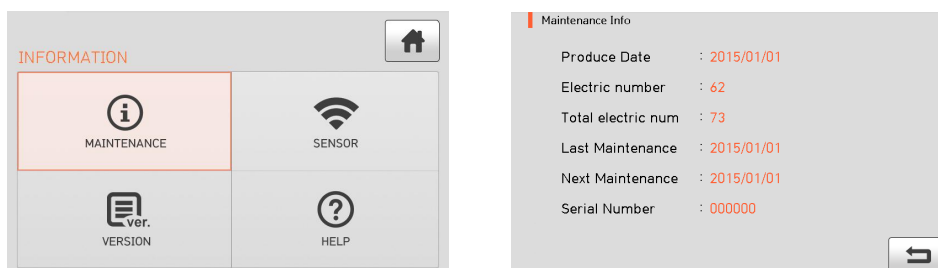 INFORMATION
MAINTENANCE
SENSOR
ver.
VERSION
HELP
Maintenance Info
Produce Date : 2015/01/01
Electric number : 62
Total electric num : 73
Last Maintenance : 2015/01/01
Next Maintenance : 2015/01/01
Serial Number : 000000